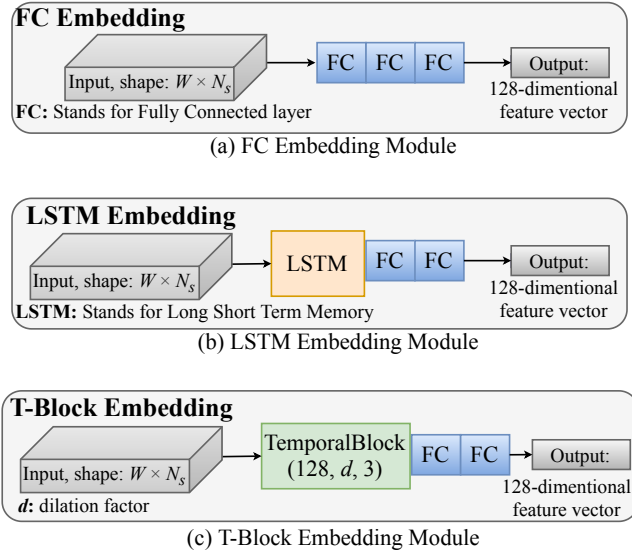 FC Embedding
Input, shape: W × Nₛ
FC FC FC
Output:
128-dimentional
feature vector
FC: Stands for Fully Connected layer
(a) FC Embedding Module
LSTM Embedding
Input, shape: W × Nₛ
LSTM
FC FC
Output:
128-dimentional
feature vector
LSTM: Stands for Long Short Term Memory
(b) LSTM Embedding Module
T-Block Embedding
Input, shape: W × Nₛ
TemporalBlock
(128, d, 3)
FC FC
Output:
128-dimentional
feature vector
d: dilation factor
(c) T-Block Embedding Module